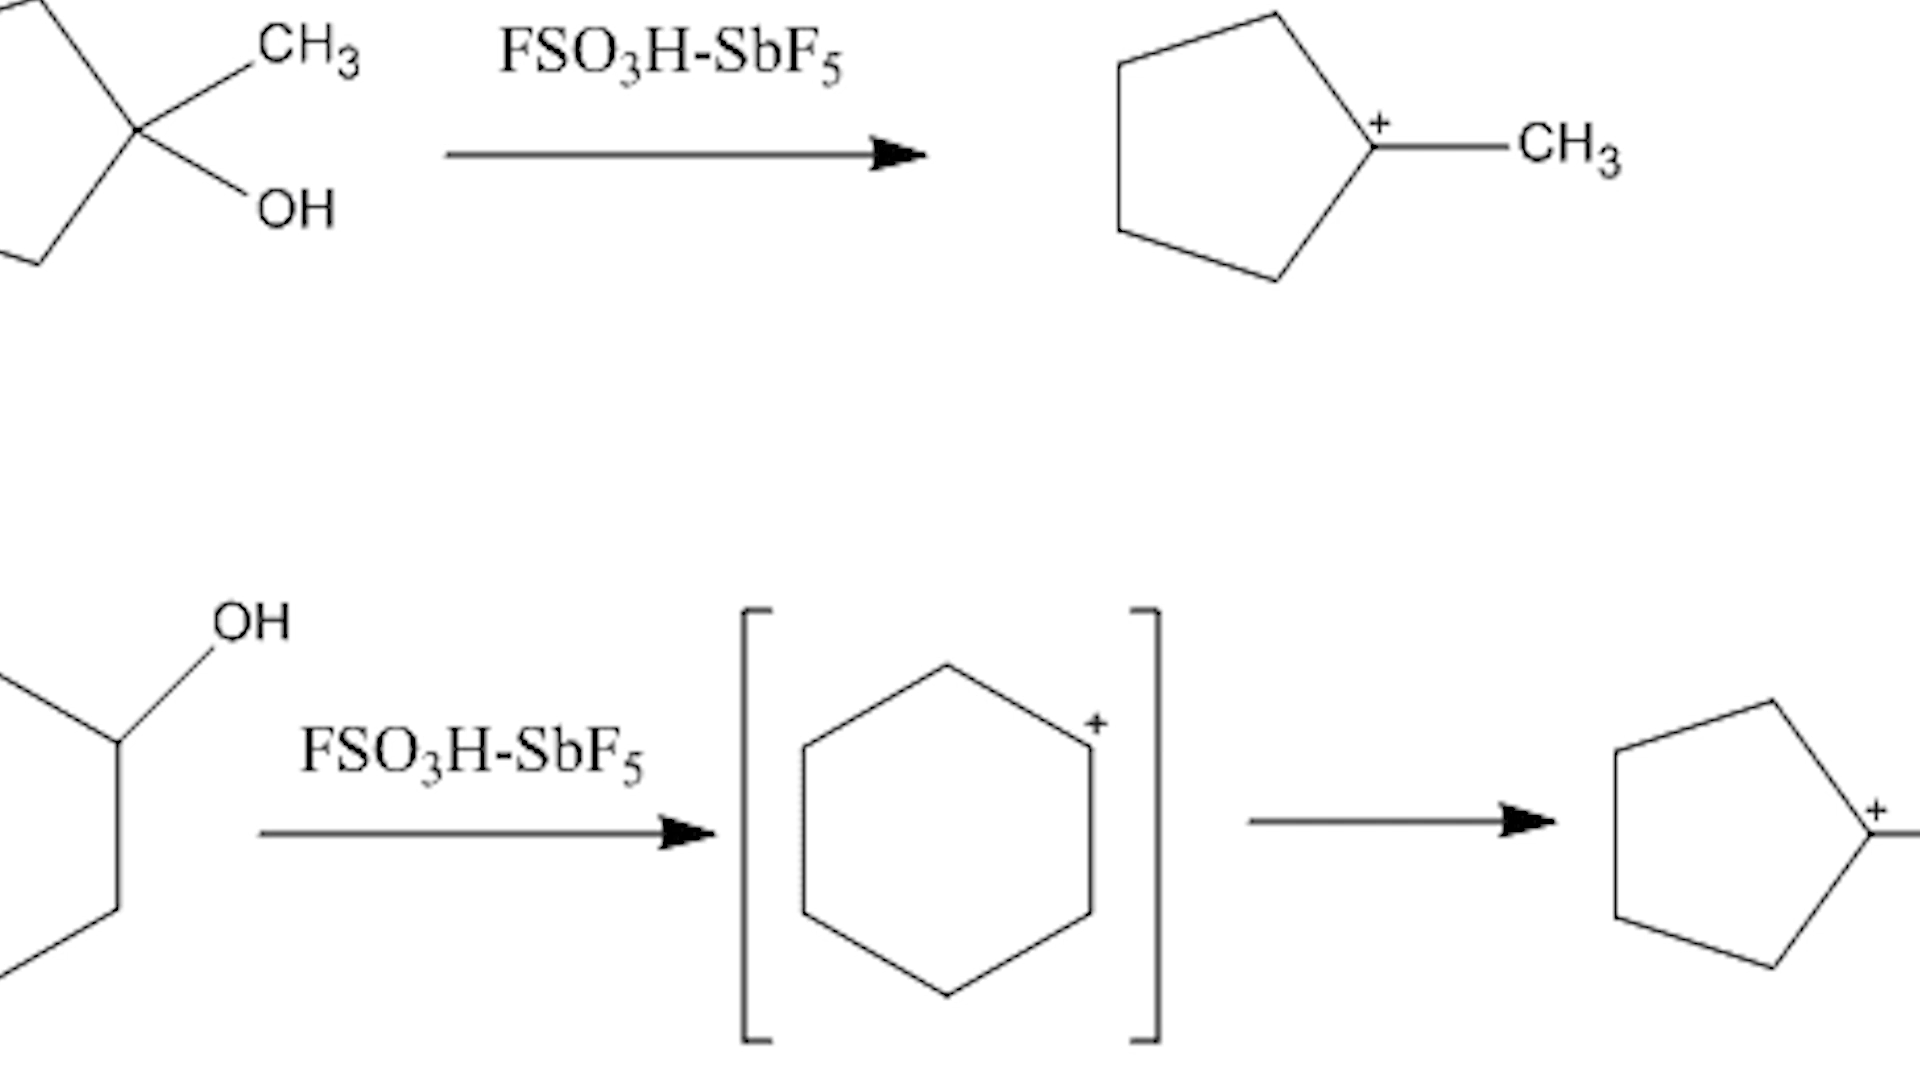 CH₃
FSO₃H-SbF₅
OH
+
CH₃
OH
FSO₃H-SbF₅
+
+